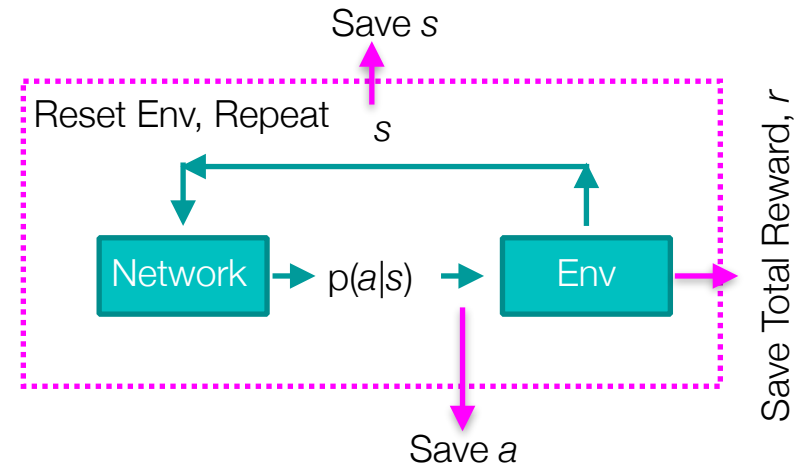 Save s
Reset Env, Repeat
s
Network
p(a|s)
Env
Save Total Reward, r
Save a